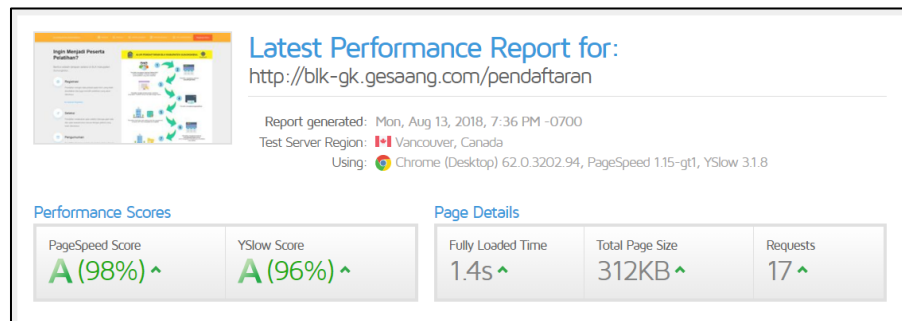 Latest Performance Report for:
http://blk-gk.gesaang.com/pendaftaran
Ingin Menjadi Peserta
Pelatihan?
Report generated: Mon, Aug 13, 2018, 7:36 PM -0700
Test Server Region: Vancouver, Canada
Using: Chrome (Desktop) 62.0.3202.94, PageSpeed 1.15-gt1, YSlow 3.1.8
Performance Scores
PageSpeed Score
A (98%)
YSlow Score
A (96%)
Page Details
Fully Loaded Time
1.4s
Total Page Size
312KB
Requests
17